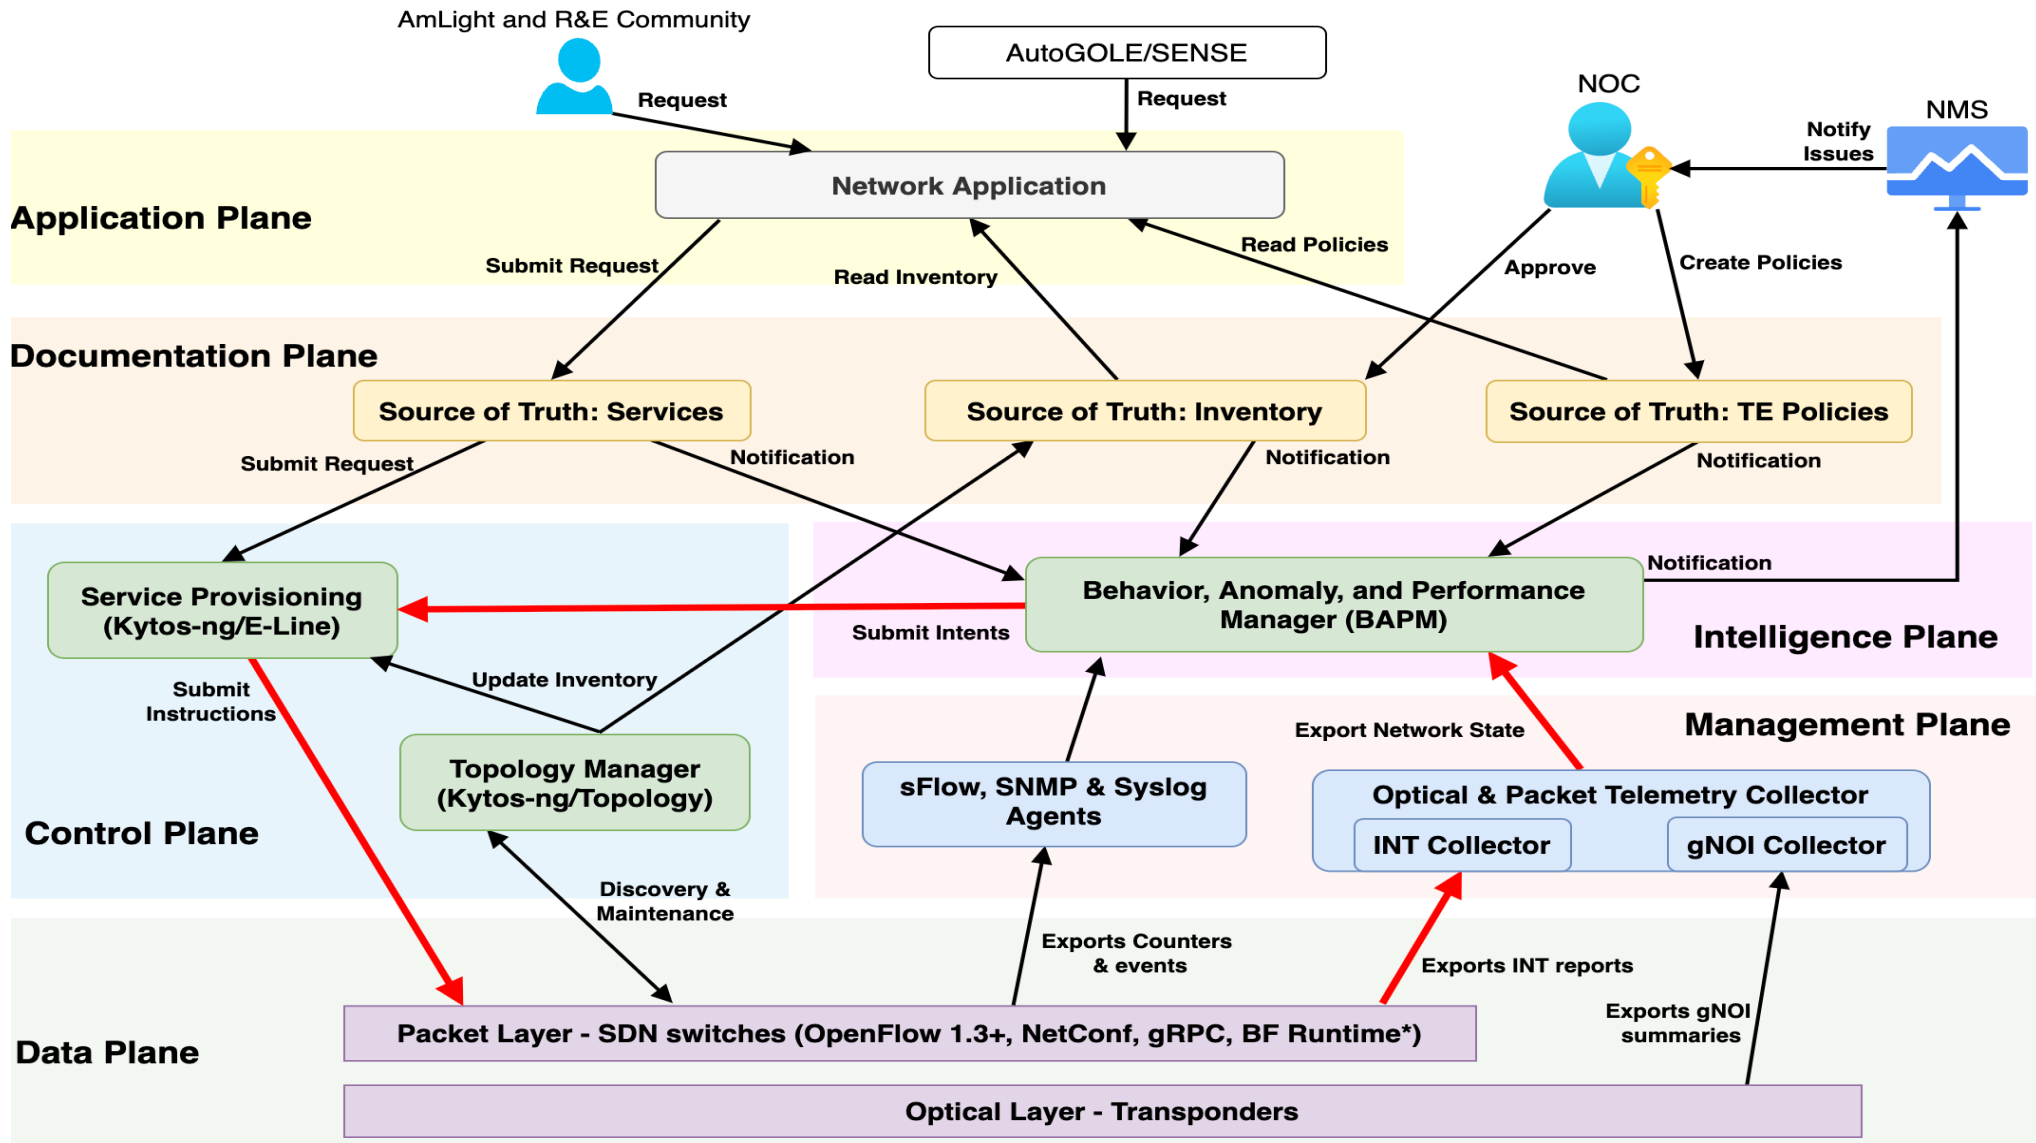 AmLight and R&E Community
AutoGOLE/SENSE
NOC
NMS
Request
Request
Notify
Issues
Network Application
Application Plane
Submit Request
Read Inventory
Read Policies
Approve
Create Policies
Documentation Plane
Source of Truth: Services
Source of Truth: Inventory
Source of Truth: TE Policies
Submit Request
Notification
Notification
Notification
Service Provisioning
(Kytos-ng/E-Line)
Behavior, Anomaly, and Performance
Manager (BAPM)
Notification
Submit Intents
Intelligence Plane
Update Inventory
Submit
Instructions
Export Network State
Management Plane
Topology Manager
(Kytos-ng/Topology)
sFlow, SNMP & Syslog
Agents
Optical & Packet Telemetry Collector
INT Collector
gNOI Collector
Control Plane
Discovery &
Maintenance
Exports Counters
& events
Exports INT reports
Exports gNOI
summaries
Packet Layer - SDN switches (OpenFlow 1.3+, NetConf, gRPC, BF Runtime*)
Data Plane
Optical Layer - Transponders